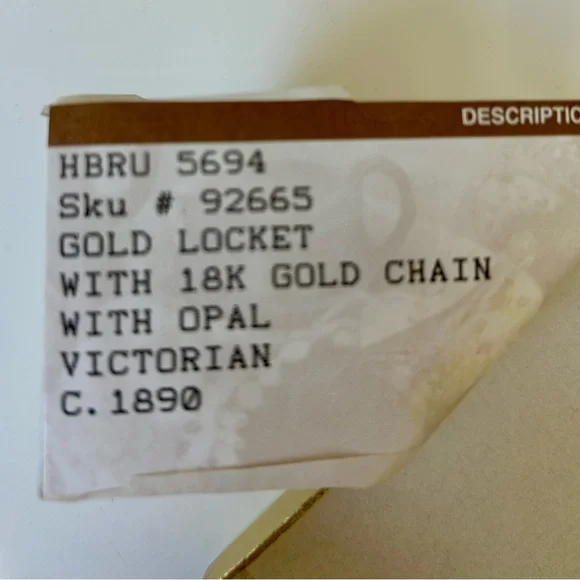 DESCRIPTIO
HBRU 5694
Sku # 92665
GOLD LOCKET
WITH 18K GOLD CHAIN
WITH OPAL
VICTORIAN
C.1890